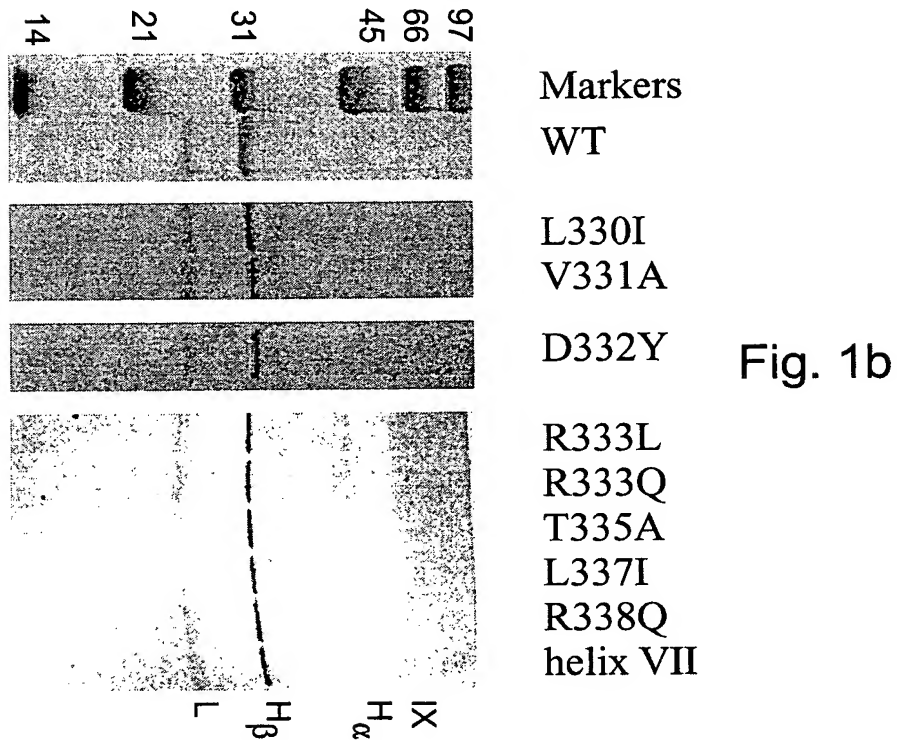 14 21 31 45 66 97
Markers
WT
L330I
V331A
D332Y
Fig. 1b
R333L
R333Q
T335A
L337I
R338Q
helix VII
L Hβ Hα IX